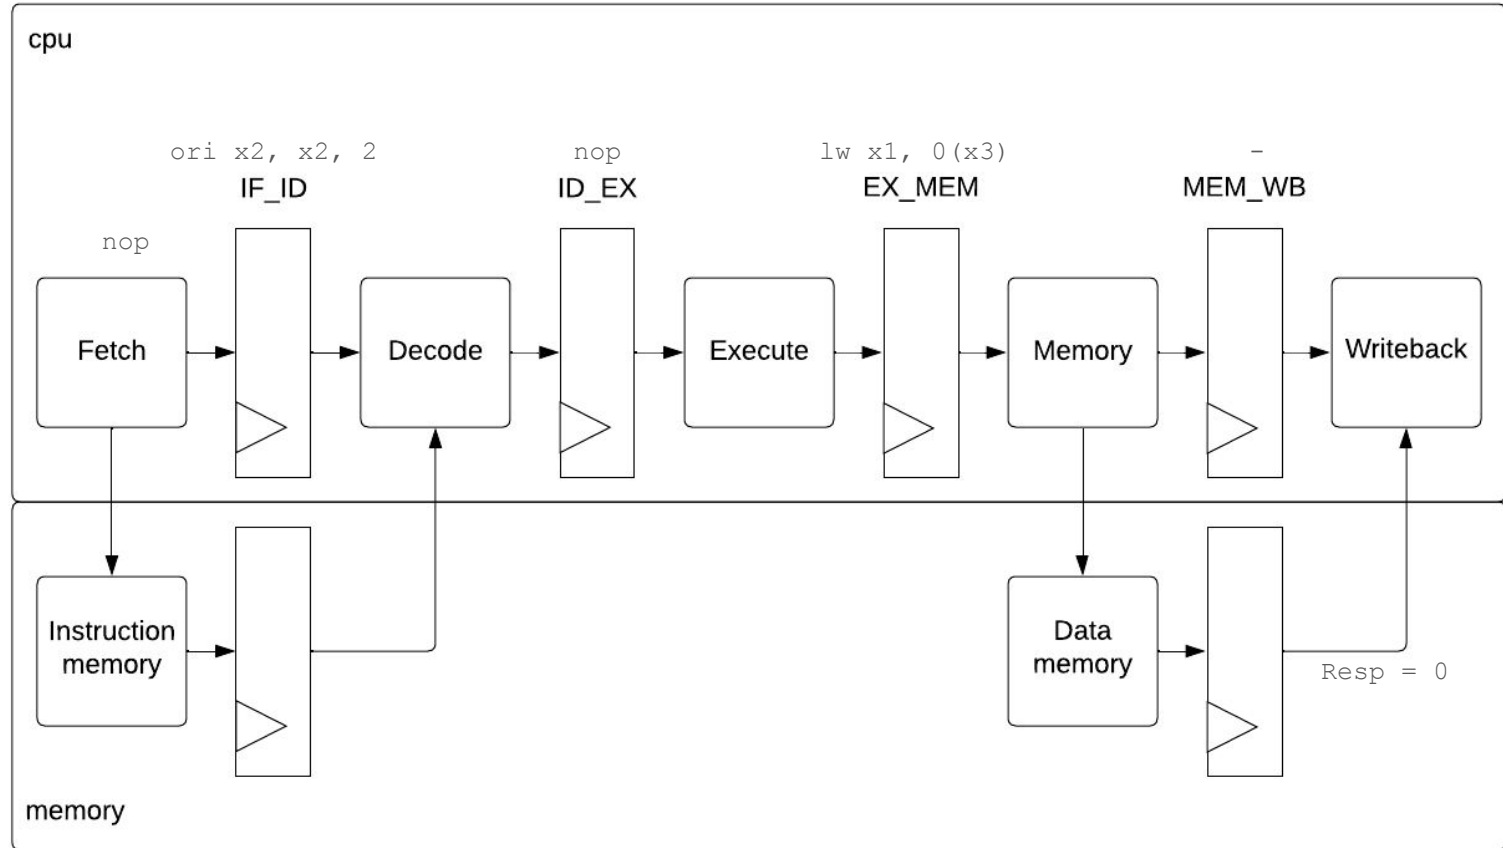 cpu
ori x2, x2, 2
nop
lw x1, 0(x3)
-
IF_ID
ID_EX
EX_MEM
MEM_WB
nop
Fetch
Decode
Execute
Memory
Writeback
Instruction
memory
Data
memory
Resp = 0
memory